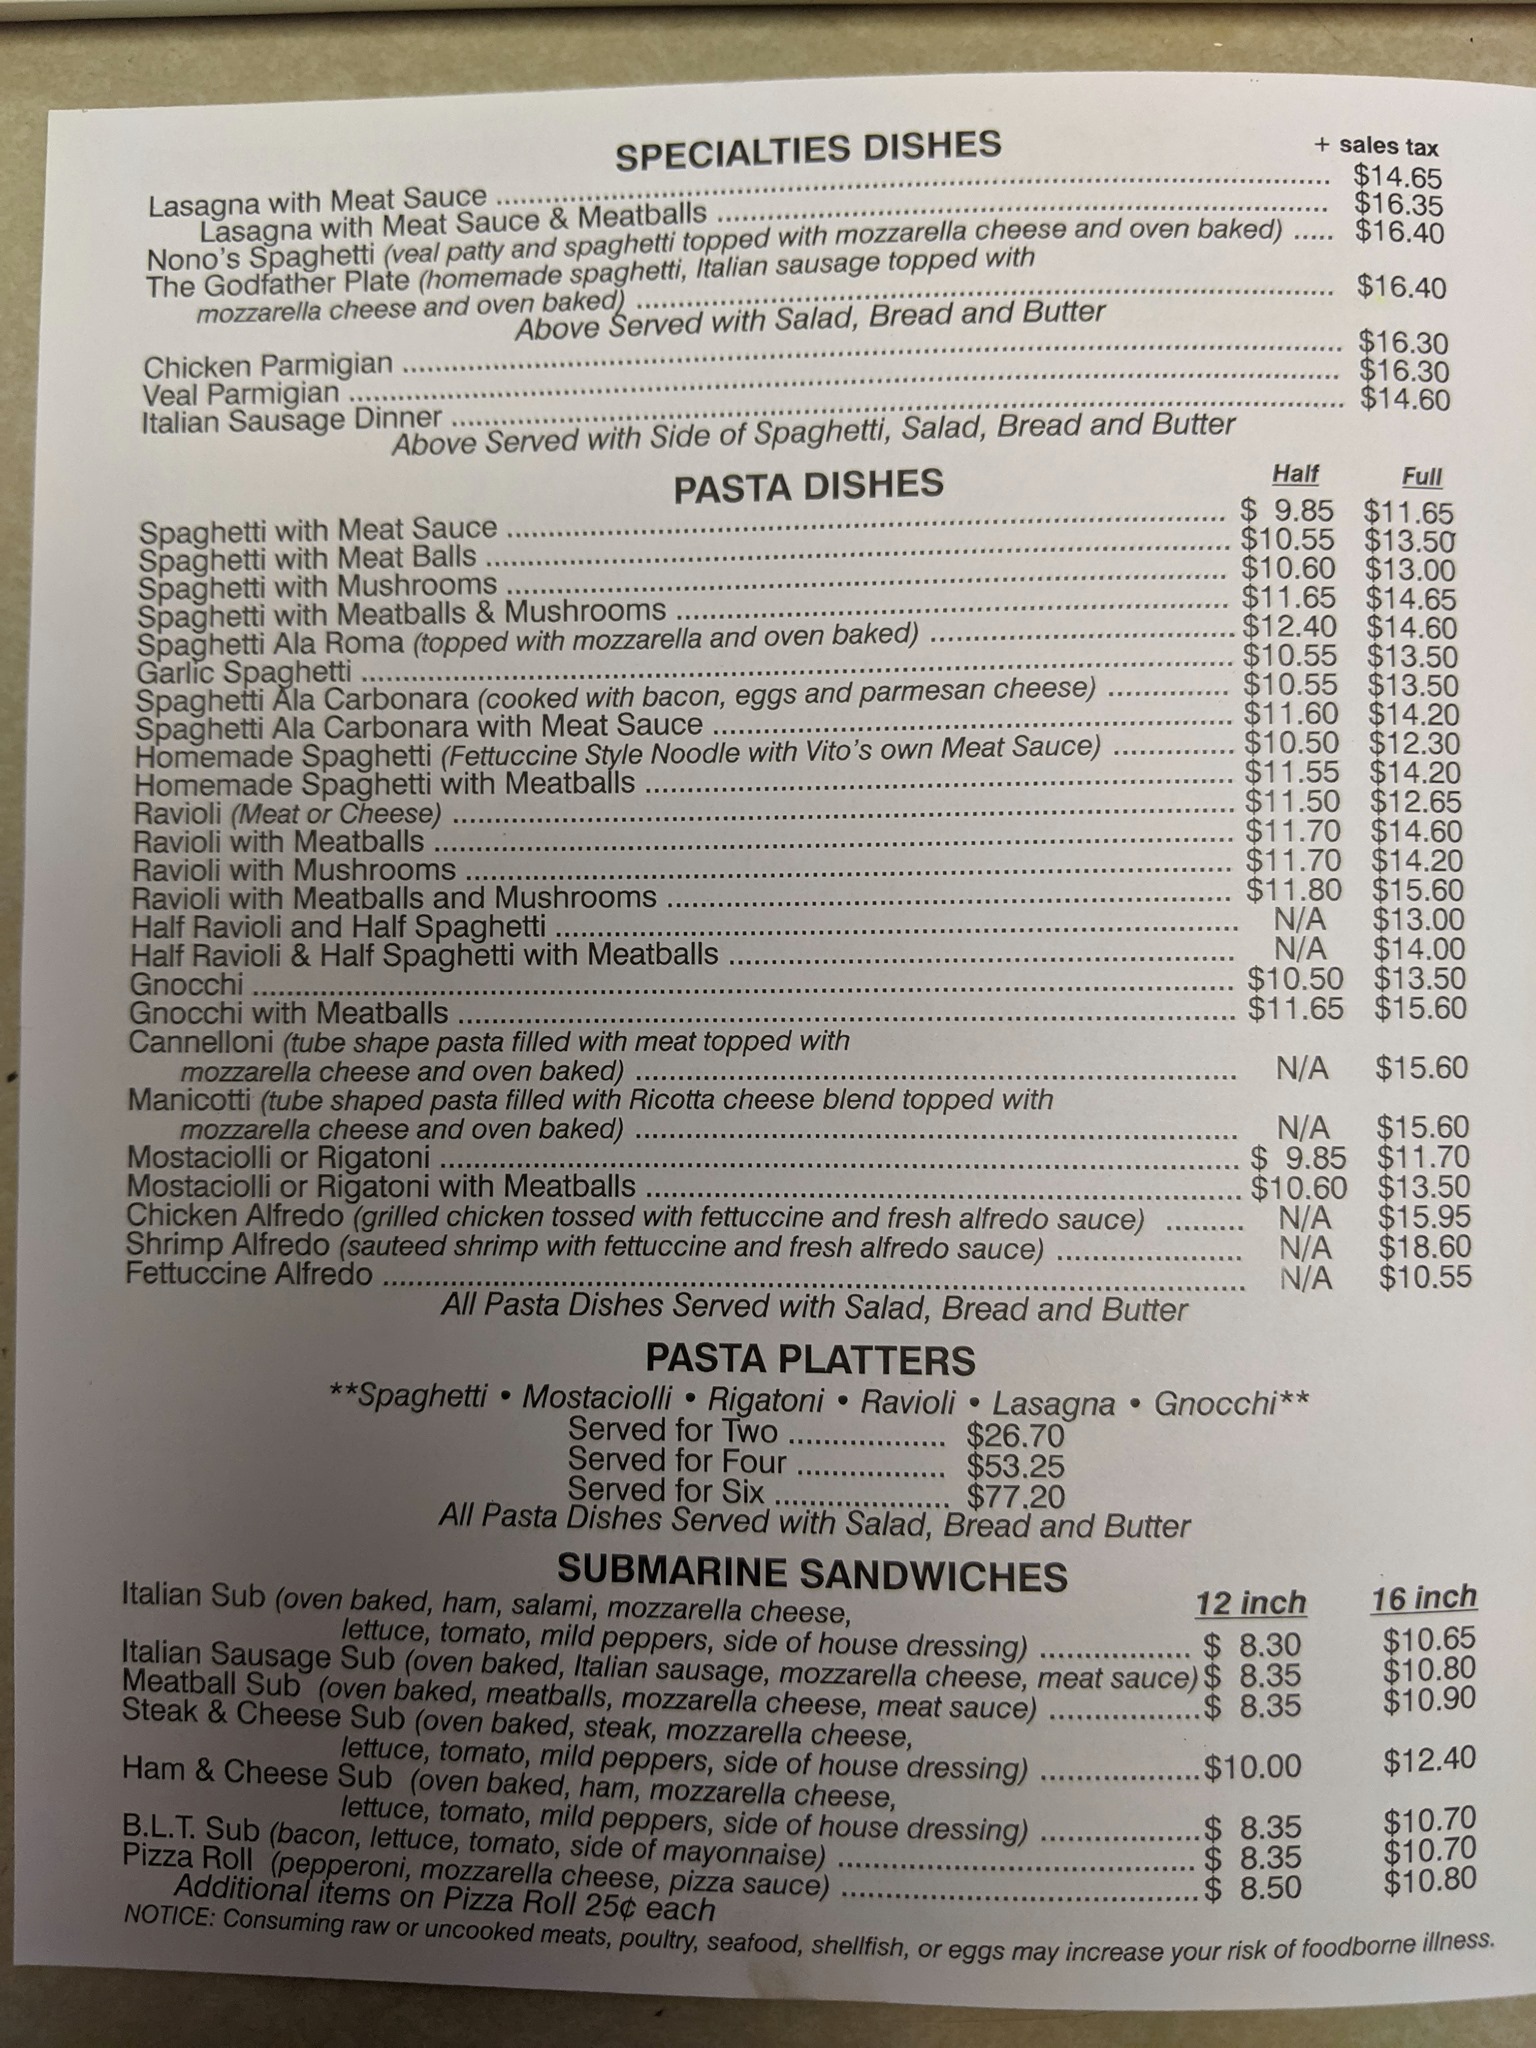 SPECIALTIES DISHES + sales tax
Lasagna with Meat Sauce .......... $14.65
Lasagna with Meat Sauce & Meatballs .......... $16.35
Nono's Spaghetti (veal patty and spaghetti topped with mozzarella cheese and oven baked) ..... $16.40
The Godfather Plate (homemade spaghetti, Italian sausage topped with
mozzarella cheese and oven baked) .......... $16.40
Above Served with Salad, Bread and Butter
Chicken Parmigian .......... $16.30
Veal Parmigian .......... $16.30
Italian Sausage Dinner .......... $14.60
Above Served with Side of Spaghetti, Salad, Bread and Butter
PASTA DISHES Half Full
Spaghetti with Meat Sauce .......... $ 9.85 $11.65
Spaghetti with Meat Balls .......... $10.55 $13.50
Spaghetti with Mushrooms .......... $10.60 $13.00
Spaghetti with Meatballs & Mushrooms .......... $11.65 $14.65
Spaghetti Ala Roma (topped with mozzarella and oven baked) .......... $12.40 $14.60
Garlic Spaghetti .......... $10.55 $13.50
Spaghetti Ala Carbonara (cooked with bacon, eggs and parmesan cheese) .......... $10.55 $13.50
Spaghetti Ala Carbonara with Meat Sauce .......... $11.60 $14.20
Homemade Spaghetti (Fettuccine Style Noodle with Vito's own Meat Sauce) .......... $10.50 $12.30
Homemade Spaghetti with Meatballs .......... $11.55 $14.20
Ravioli (Meat or Cheese) .......... $11.50 $12.65
Ravioli with Meatballs .......... $11.70 $14.60
Ravioli with Mushrooms .......... $11.70 $14.20
Ravioli with Meatballs and Mushrooms .......... $11.80 $15.60
Half Ravioli and Half Spaghetti .......... N/A $13.00
Half Ravioli & Half Spaghetti with Meatballs .......... N/A $14.00
Gnocchi .......... $10.50 $13.50
Gnocchi with Meatballs .......... $11.65 $15.60
Cannelloni (tube shape pasta filled with meat topped with
mozzarella cheese and oven baked) .......... N/A $15.60
Manicotti (tube shaped pasta filled with Ricotta cheese blend topped with
mozzarella cheese and oven baked) .......... N/A $15.60
Mostaciolli or Rigatoni .......... $ 9.85 $11.70
Mostaciolli or Rigatoni with Meatballs .......... $10.60 $13.50
Chicken Alfredo (grilled chicken tossed with fettuccine and fresh alfredo sauce) ......... N/A $15.95
Shrimp Alfredo (sauteed shrimp with fettuccine and fresh alfredo sauce) .......... N/A $18.60
Fettuccine Alfredo .......... N/A $10.55
All Pasta Dishes Served with Salad, Bread and Butter
PASTA PLATTERS
**Spaghetti • Mostaciolli • Rigatoni • Ravioli • Lasagna • Gnocchi**
Served for Two .......... $26.70
Served for Four .......... $53.25
Served for Six .......... $77.20
All Pasta Dishes Served with Salad, Bread and Butter
SUBMARINE SANDWICHES
12 inch 16 inch
Italian Sub (oven baked, ham, salami, mozzarella cheese,
lettuce, tomato, mild peppers, side of house dressing) .......... $ 8.30 $10.65
Italian Sausage Sub (oven baked, Italian sausage, mozzarella cheese, meat sauce) $ 8.35 $10.80
Meatball Sub (oven baked, meatballs, mozzarella cheese, meat sauce) .......... $ 8.35 $10.90
Steak & Cheese Sub (oven baked, steak, mozzarella cheese,
lettuce, tomato, mild peppers, side of house dressing) .......... $10.00 $12.40
Ham & Cheese Sub (oven baked, ham, mozzarella cheese,
lettuce, tomato, mild peppers, side of house dressing) .......... $ 8.35 $10.70
B.L.T. Sub (bacon, lettuce, tomato, side of mayonnaise) .......... $ 8.35 $10.70
Pizza Roll (pepperoni, mozzarella cheese, pizza sauce) .......... $ 8.50 $10.80
Additional items on Pizza Roll 25¢ each
NOTICE: Consuming raw or uncooked meats, poultry, seafood, shellfish, or eggs may increase your risk of foodborne illness.